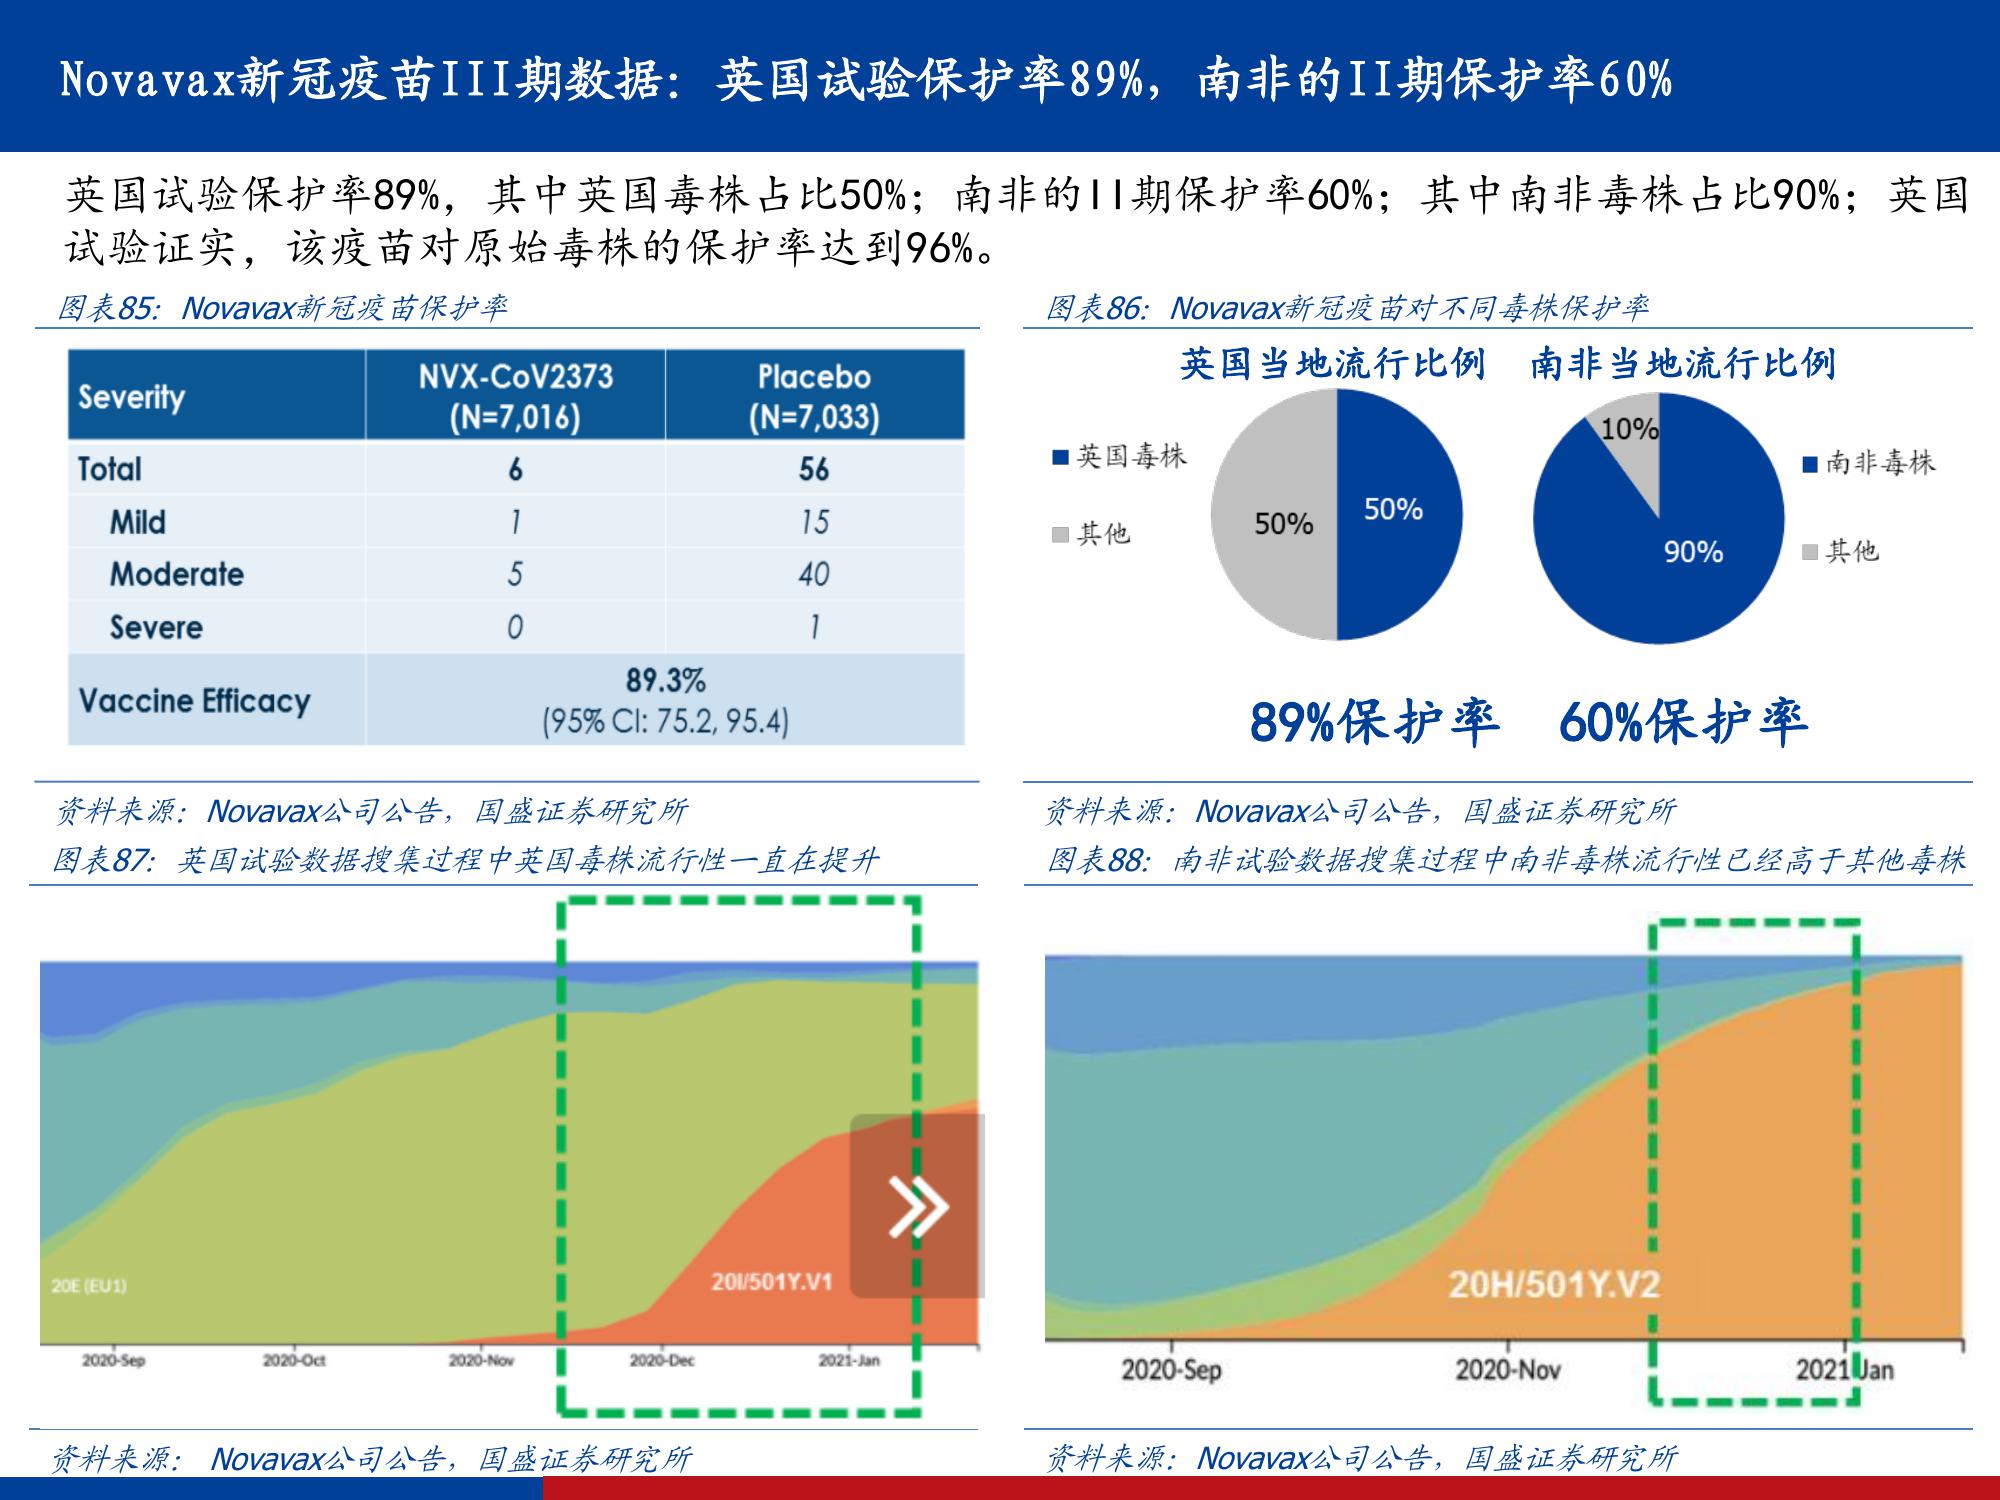 Novavax新冠疫苗III期数据：英国试验保护率89%，南非的II期保护率60%
英国试验保护率89%，其中英国毒株占比50%；南非的II期保护率60%；其中南非毒株占比90%；英国
试验证实，该疫苗对原始毒株的保护率达到96%。
图表85：Novavax新冠疫苗保护率
Severity
NVX-CoV2373
(N=7,016)
Placebo
(N=7,033)
Total 6 56
Mild 1 15
Moderate 5 40
Severe 0 1
Vaccine Efficacy
89.3%
(95% CI: 75.2, 95.4)
资料来源：Novavax公司公告，国盛证券研究所
图表86：Novavax新冠疫苗对不同毒株保护率
英国当地流行比例 南非当地流行比例
英国毒株
其他
50%
50%
10%
90%
南非毒株
其他
89%保护率 60%保护率
资料来源：Novavax公司公告，国盛证券研究所
图表87：英国试验数据搜集过程中英国毒株流行性一直在提升
20E (EU1)
20I/501Y.V1
2020-Sep 2020-Oct 2020-Nov 2020-Dec 2021-Jan
资料来源： Novavax公司公告，国盛证券研究所
图表88：南非试验数据搜集过程中南非毒株流行性已经高于其他毒株
20H/501Y.V2
2020-Sep 2020-Nov 2021-Jan
资料来源：Novavax公司公告，国盛证券研究所